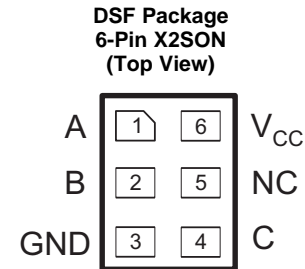 DSF Package
6-Pin X2SON
(Top View)
A 1 6 VCC
B 2 5 NC
GND 3 4 C